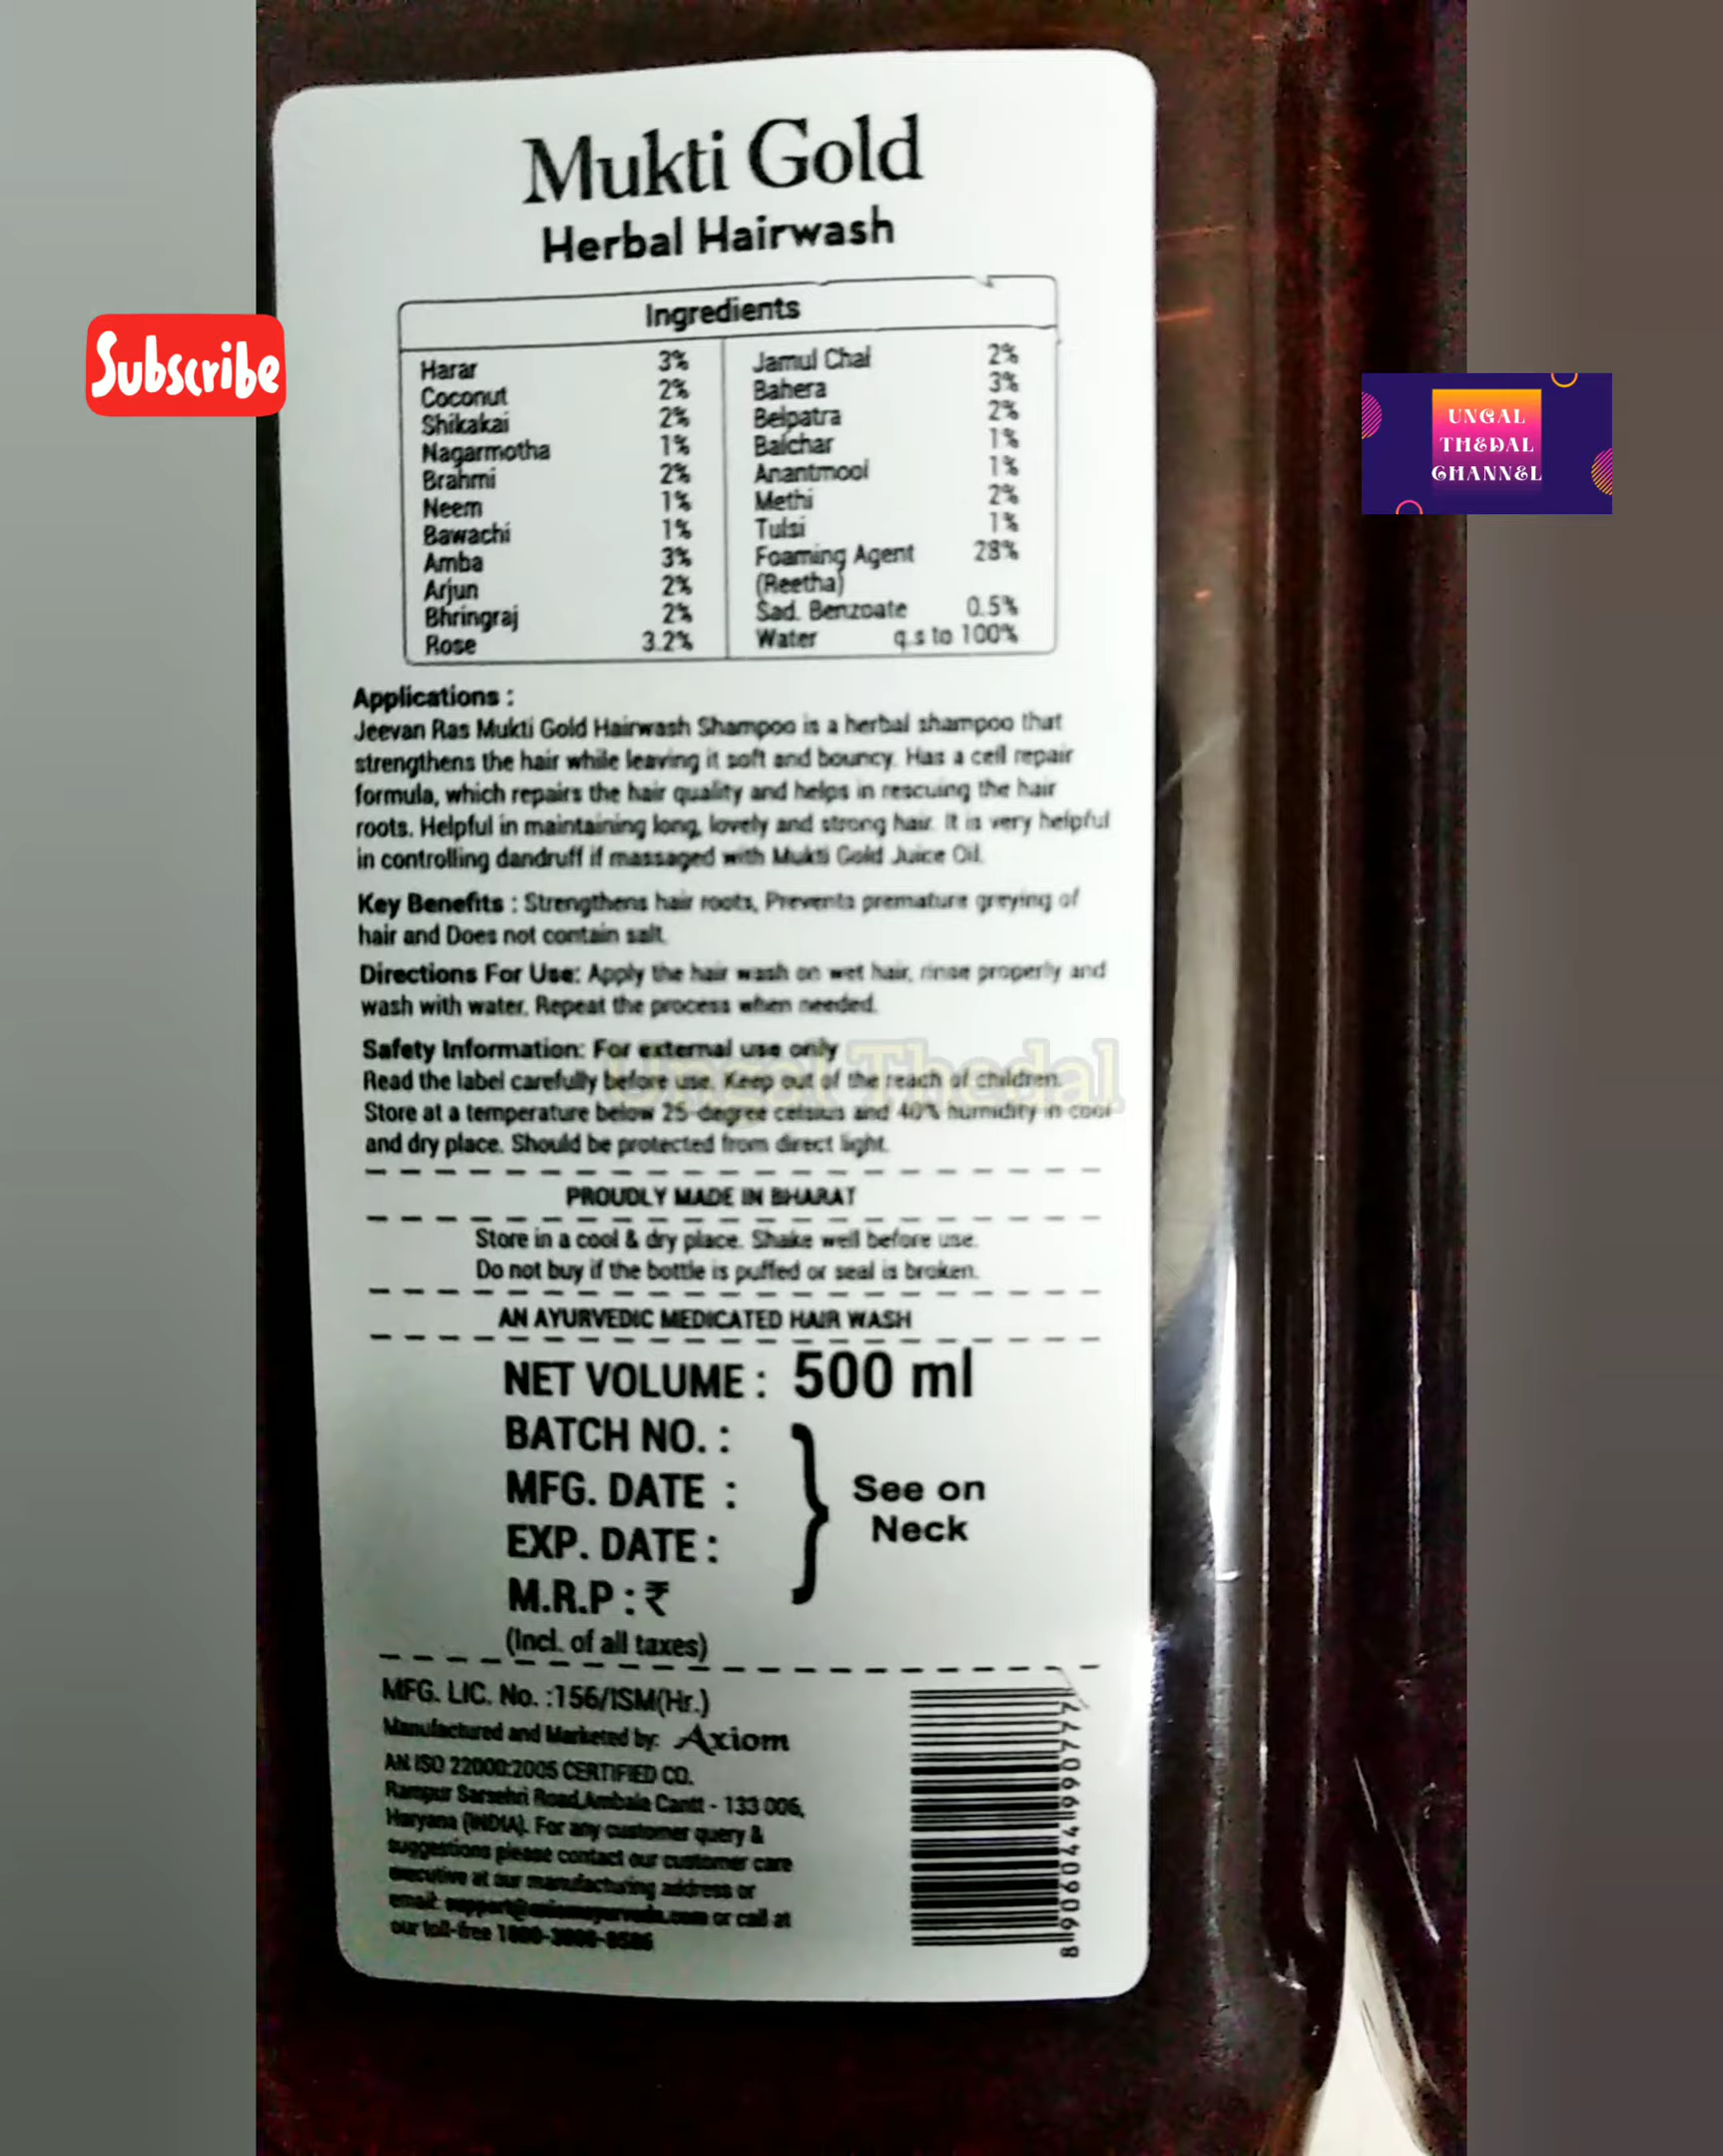 Mukti Gold
Herbal Hairwash
Ingredients
Harar 3%
Coconut 2%
Shikakai 2%
Nagarmotha 1%
Brahmi 2%
Neem 1%
Bawachi 1%
Amba 3%
Arjun 2%
Bhringraj 2%
Rose 3.2%
Jamul Chal 2%
Bahera 3%
Belpatra 2%
Balchar 1%
Anantmool 1%
Methi 2%
Tulsi 1%
Foaming Agent 28%
(Reetha)
Sad. Benzoate 0.5%
Water q.s to 100%
Applications :
Jeevan Ras Mukti Gold Hairwash Shampoo is a herbal shampoo that
strengthens the hair while leaving it soft and bouncy. Has a cell repair
formula, which repairs the hair quality and helps in rescuing the hair
roots. Helpful in maintaining long, lovely and strong hair. It is very helpful
in controlling dandruff if massaged with Mukti Gold Juice Oil.
Key Benefits : Strengthens hair roots, Prevents premature greying of
hair and Does not contain salt.
Directions For Use: Apply the hair wash on wet hair, rinse properly and
wash with water. Repeat the process when needed.
Safety Information: For external use only
Read the label carefully before use. Keep out of the reach of children.
Store at a temperature below 25 degree celsius and 40% humidity in cool
and dry place. Should be protected from direct light.
Ungal Thedal
PROUDLY MADE IN BHARAT
Store in a cool & dry place. Shake well before use.
Do not buy if the bottle is puffed or seal is broken.
AN AYURVEDIC MEDICATED HAIR WASH
NET VOLUME : 500 ml
BATCH NO. :
MFG. DATE :
EXP. DATE :
M.R.P : ₹
(Incl. of all taxes)
See on
Neck
MFG. LIC. No. :156/ISM(Hr.)
Manufactured and Marketed by: Axiom
AN ISO 22000:2005 CERTIFIED CO.
Rampur Sarsehri Road,Ambala Cantt - 133 006,
Haryana (INDIA). For any customer query &
suggestions please contact our customer care
executive at our manufacturing address or
email: or call at
our toll-free
8 906044 990777
Subscribe
UNGAL
THEDAL
CHANNEL